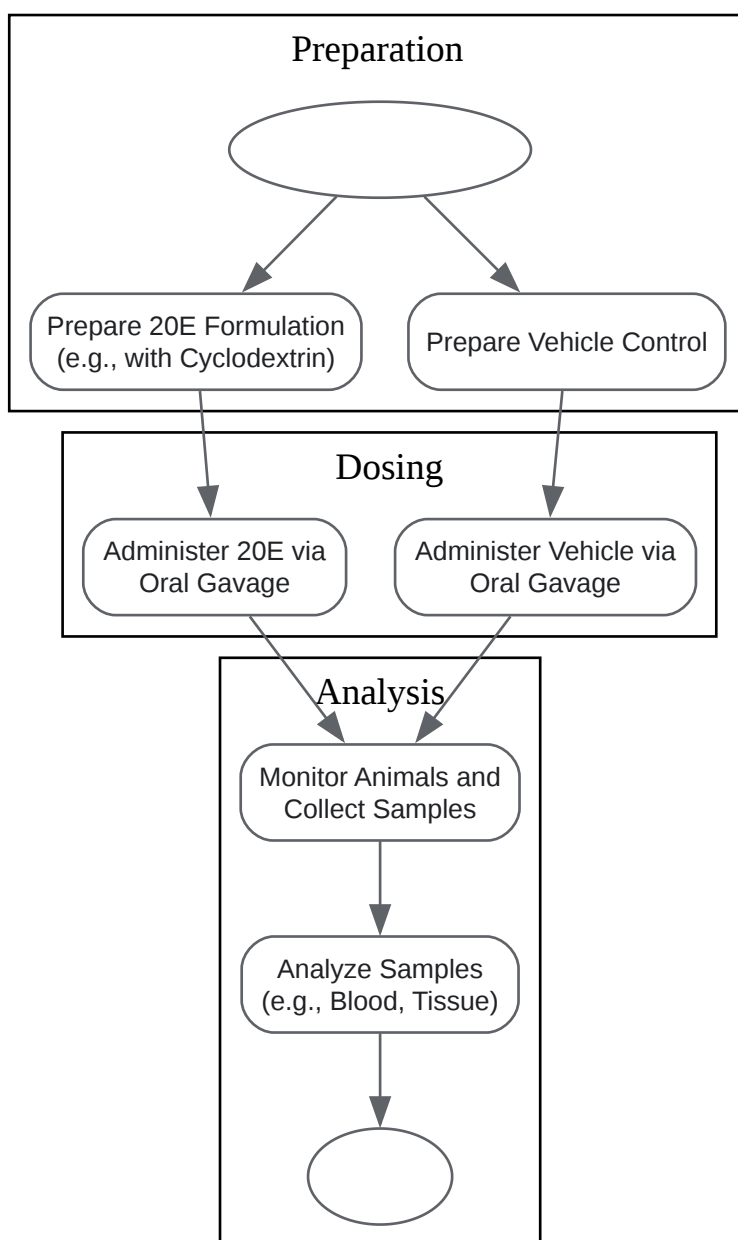 Preparation
Prepare 20E Formulation
(e.g., with Cyclodextrin)
Prepare Vehicle Control
Dosing
Administer 20E via
Oral Gavage
Administer Vehicle via
Oral Gavage
Analysis
Monitor Animals and
Collect Samples
Analyze Samples
(e.g., Blood, Tissue)